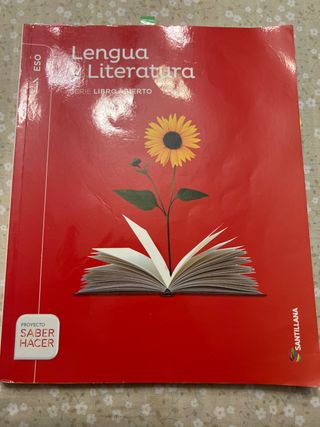 ESO
Lengua
y Literatura
SERIE LIBRO ABIERTO
PROYECTO
SABER
HACER
SANTILLANA